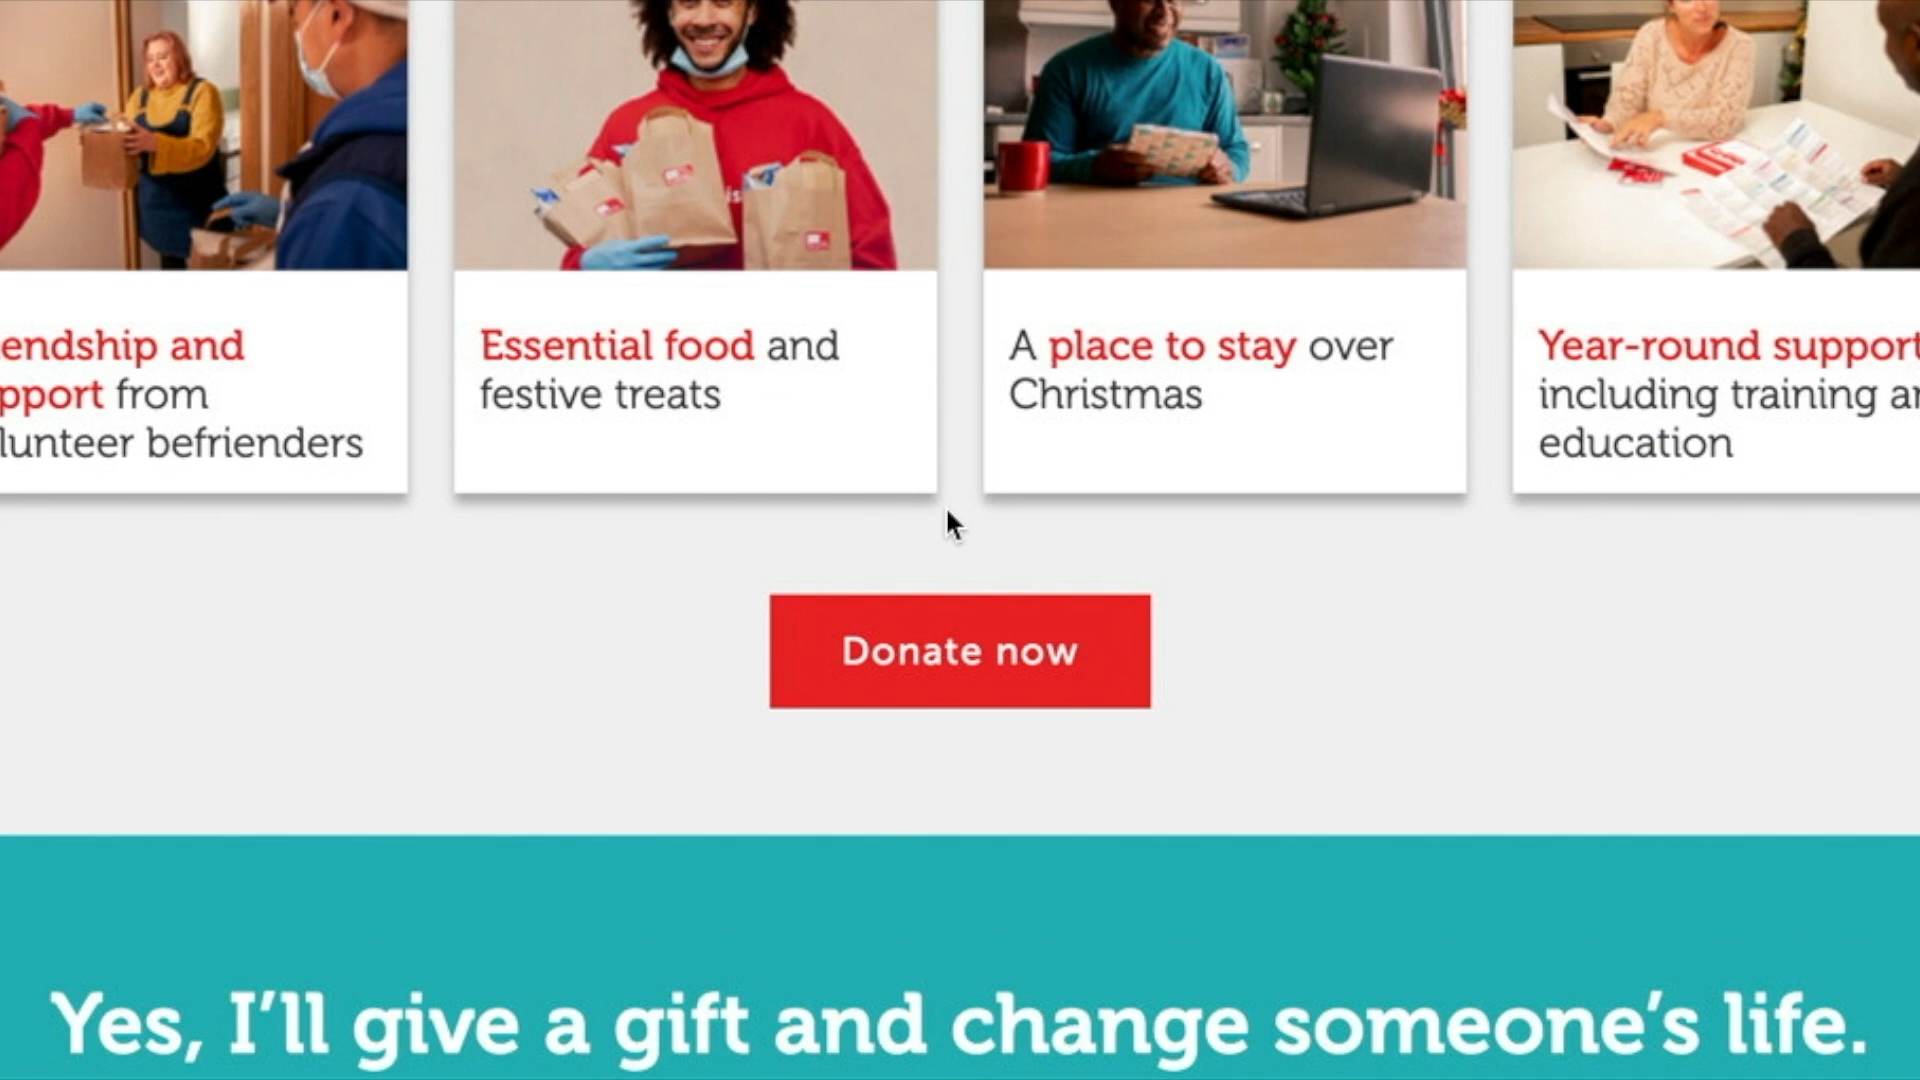 endship and
pport from
lunteer befrienders
Essential food and
festive treats
A place to stay over
Christmas
Year-round support
including training
education
Donate now
Yes, I’ll give a gift and change someone’s life.